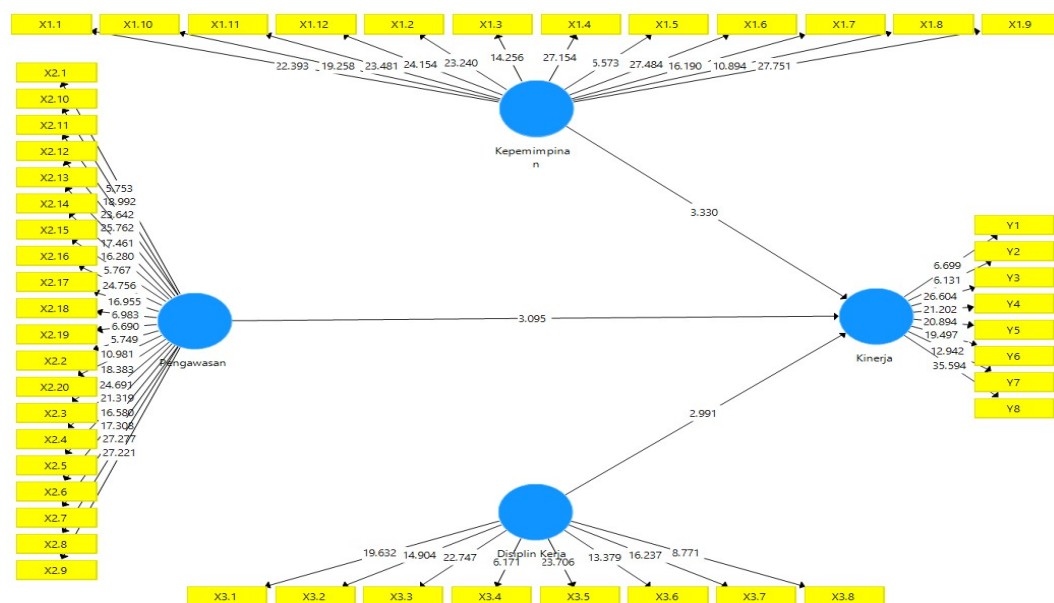 X1.1 X1.10 X1.11 X1.12 X1.2 X1.3 X1.4 X1.5 X1.6 X1.7 X1.8 X1.9
22.393 19.258 23.481 24.154 23.240 14.256 27.154 5.573 27.484 16.190 10.894 27.751
Kepemimpina
n
X2.1
X2.10
X2.11
X2.12
X2.13
X2.14
X2.15
X2.16
X2.17
X2.18
X2.19
X2.2
X2.20
X2.3
X2.4
X2.5
X2.6
X2.7
X2.8
X2.9
5.753
18.992
23.642
25.762
17.461
16.280
5.767
24.756
16.955
6.983
6.690
5.749
10.981
18.383
24.691
21.319
16.580
17.308
27.277
27.221
Pengawasan
3.330
3.095
2.991
Kinerja
6.699
6.131
26.604
21.202
20.894
19.497
12.942
35.594
Y1
Y2
Y3
Y4
Y5
Y6
Y7
Y8
Disiplin Kerja
19.632 14.904 22.747 6.171 23.706 13.379 16.237 8.771
X3.1 X3.2 X3.3 X3.4 X3.5 X3.6 X3.7 X3.8